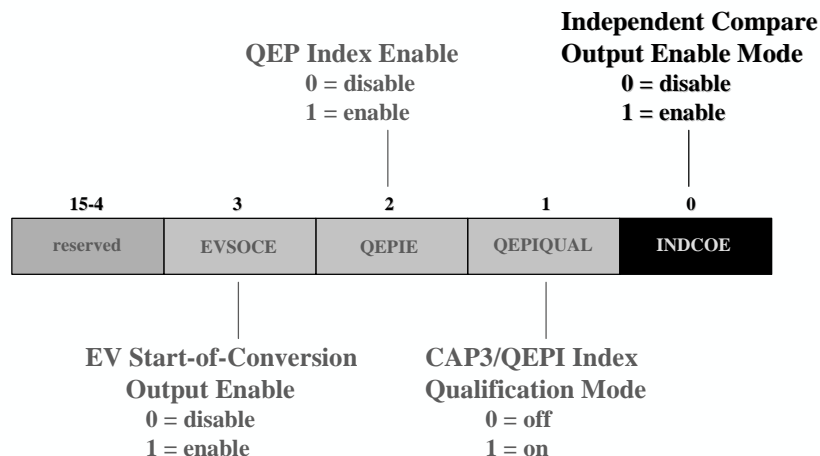 Independent Compare
Output Enable Mode
0 = disable
1 = enable
QEP Index Enable
0 = disable
1 = enable
15-4 3 2 1 0
reserved EVSOCE QEPIE QEPIQUAL INDCOE
EV Start-of-Conversion
Output Enable
0 = disable
1 = enable
CAP3/QEPI Index
Qualification Mode
0 = off
1 = on